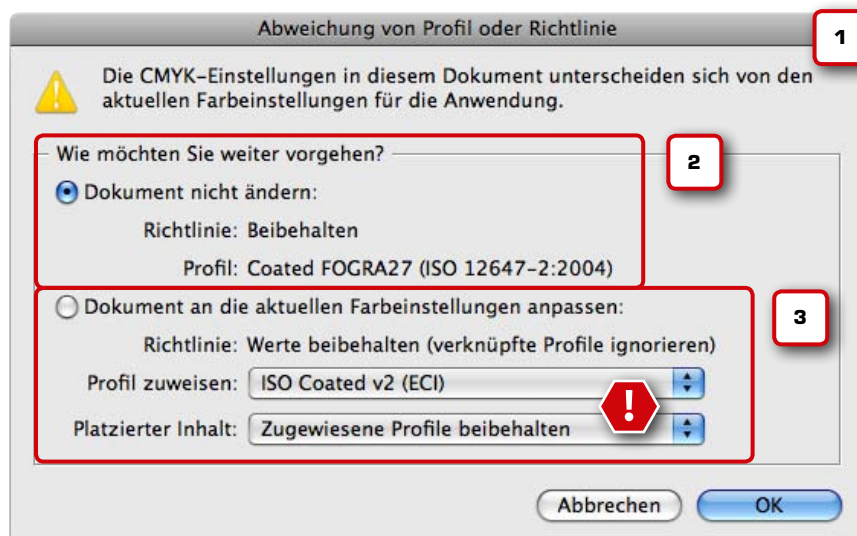 Abweichung von Profil oder Richtlinie
1
Die CMYK-Einstellungen in diesem Dokument unterscheiden sich von den
aktuellen Farbeinstellungen für die Anwendung.
Wie möchten Sie weiter vorgehen?
2
Dokument nicht ändern:
Richtlinie: Beibehalten
Profil: Coated FOGRA27 (ISO 12647-2:2004)
Dokument an die aktuellen Farbeinstellungen anpassen:
3
Richtlinie: Werte beibehalten (verknüpfte Profile ignorieren)
Profil zuweisen: ISO Coated v2 (ECI)
!
Platzierter Inhalt: Zugewiesene Profile beibehalten
Abbrechen OK